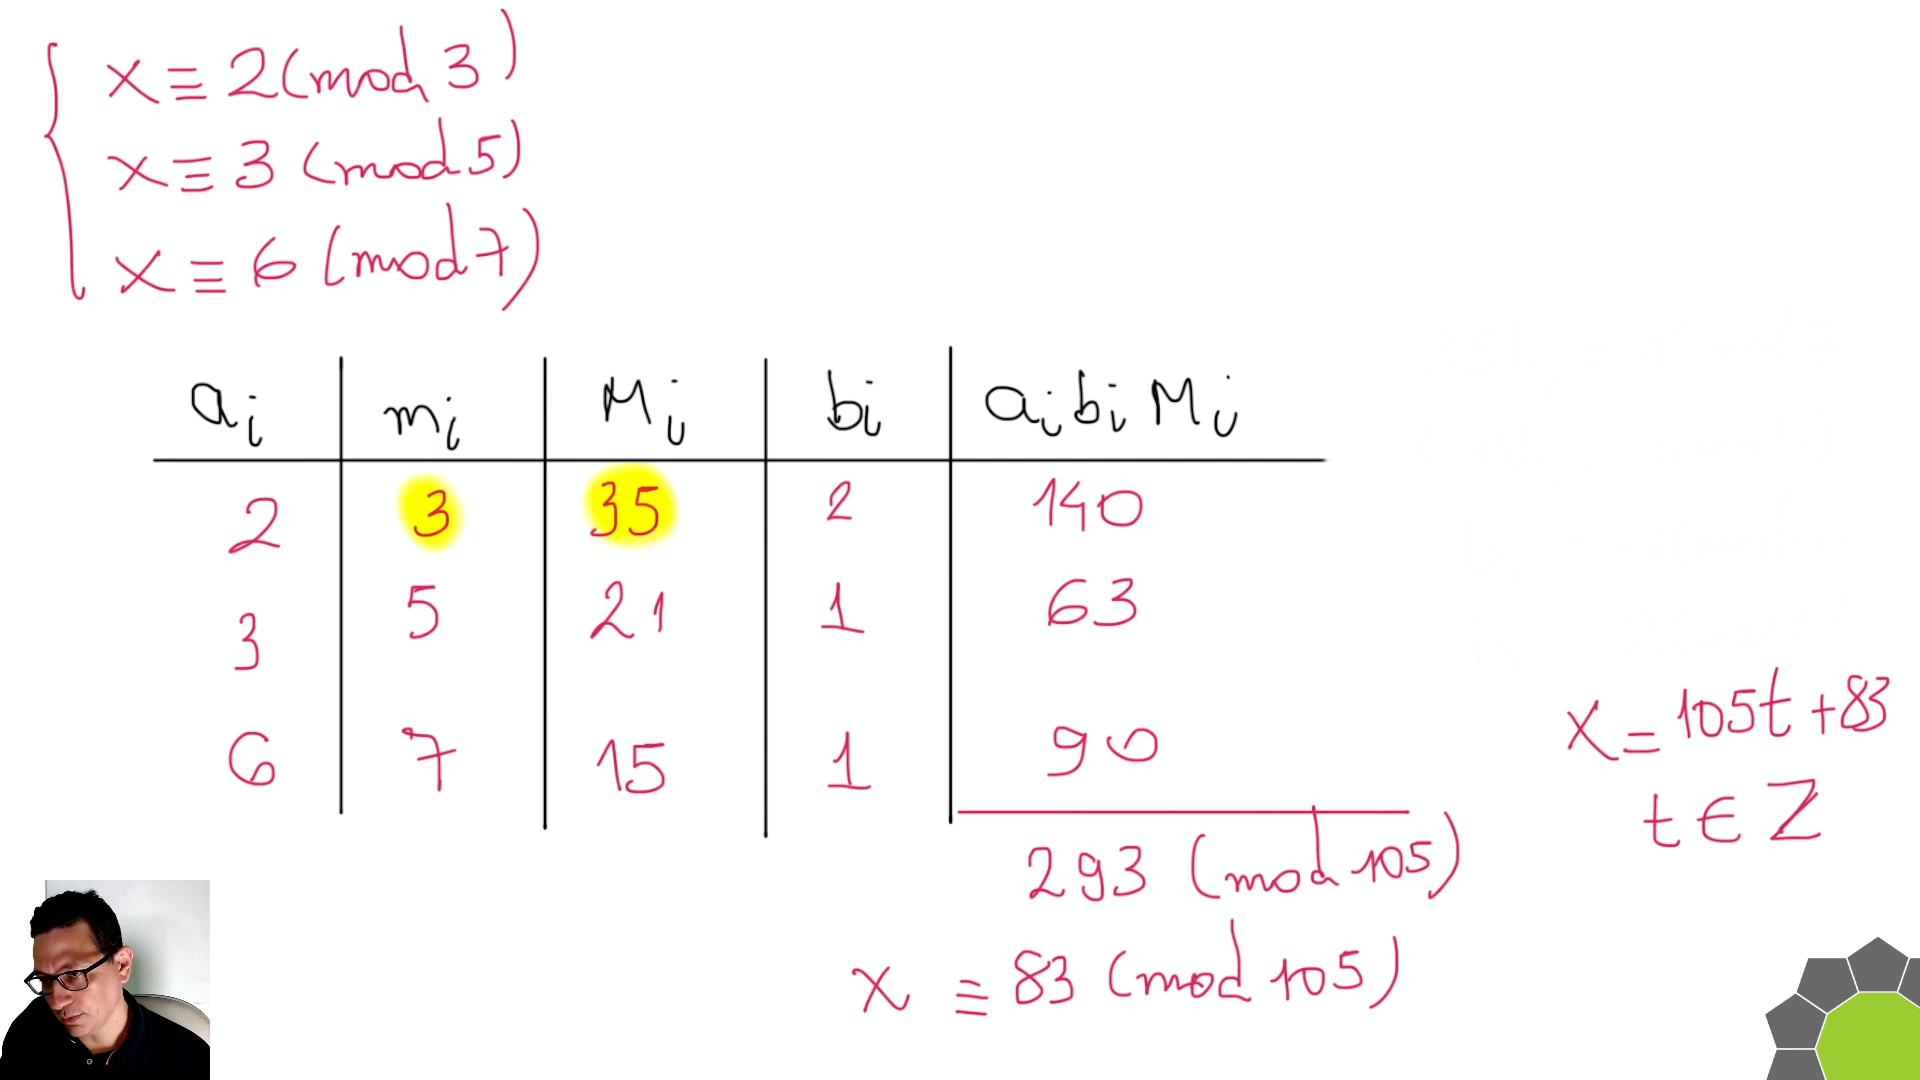 x ≡ 2 (mod 3)
x ≡ 3 (mod 5)
x ≡ 6 (mod 7)
aᵢ mᵢ Mᵢ bᵢ aᵢbᵢMᵢ
2 3 35 2 140
3 5 21 1 63
6 7 15 1 90
293 (mod 105)
x ≡ 83 (mod 105)
x = 105t + 83
t ∈ Z